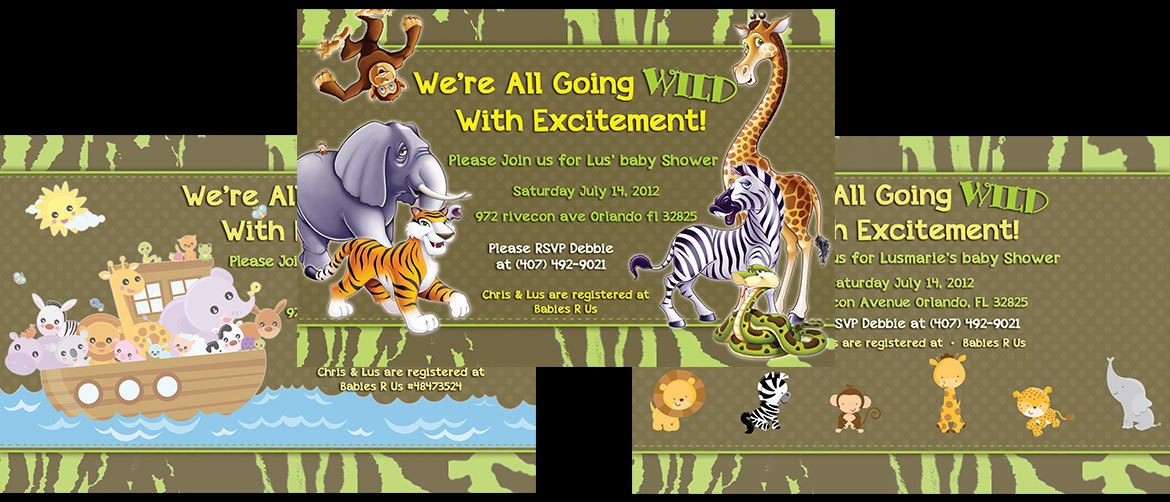 We're All Going WILD
With Excitement!
Please Join us for Lus' baby Shower
Saturday July 14, 2012
972 rivecon ave Orlando fl 32825
Please RSVP Debbie
at (407) 492-9021
Chris & Lus are registered at
Babies R Us
We're All
With
Please Join
97
Chris & Lus are registered at
Babies R Us #48473524
All Going WILD
Excitement!
us for Lusmarie's baby Shower
Saturday July 14, 2012
con Avenue Orlando, FL 32825
RSVP Debbie at (407) 492-9021
are registered at · Babies R Us